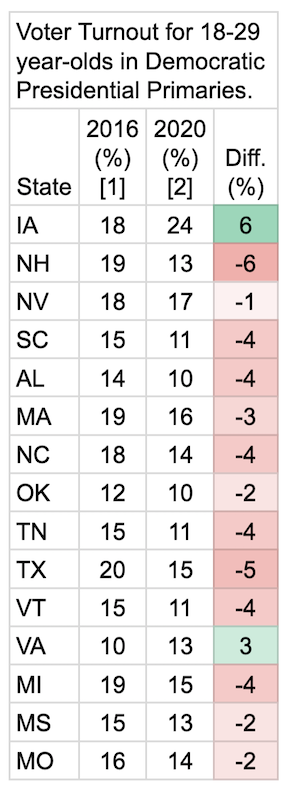 Voter Turnout for 18-29
year-olds in Democratic
Presidential Primaries.
State 2016 (%) [1] 2020 (%) [2] Diff. (%)
IA 18 24 6
NH 19 13 -6
NV 18 17 -1
SC 15 11 -4
AL 14 10 -4
MA 19 16 -3
NC 18 14 -4
OK 12 10 -2
TN 15 11 -4
TX 20 15 -5
VT 15 11 -4
VA 10 13 3
MI 19 15 -4
MS 15 13 -2
MO 16 14 -2